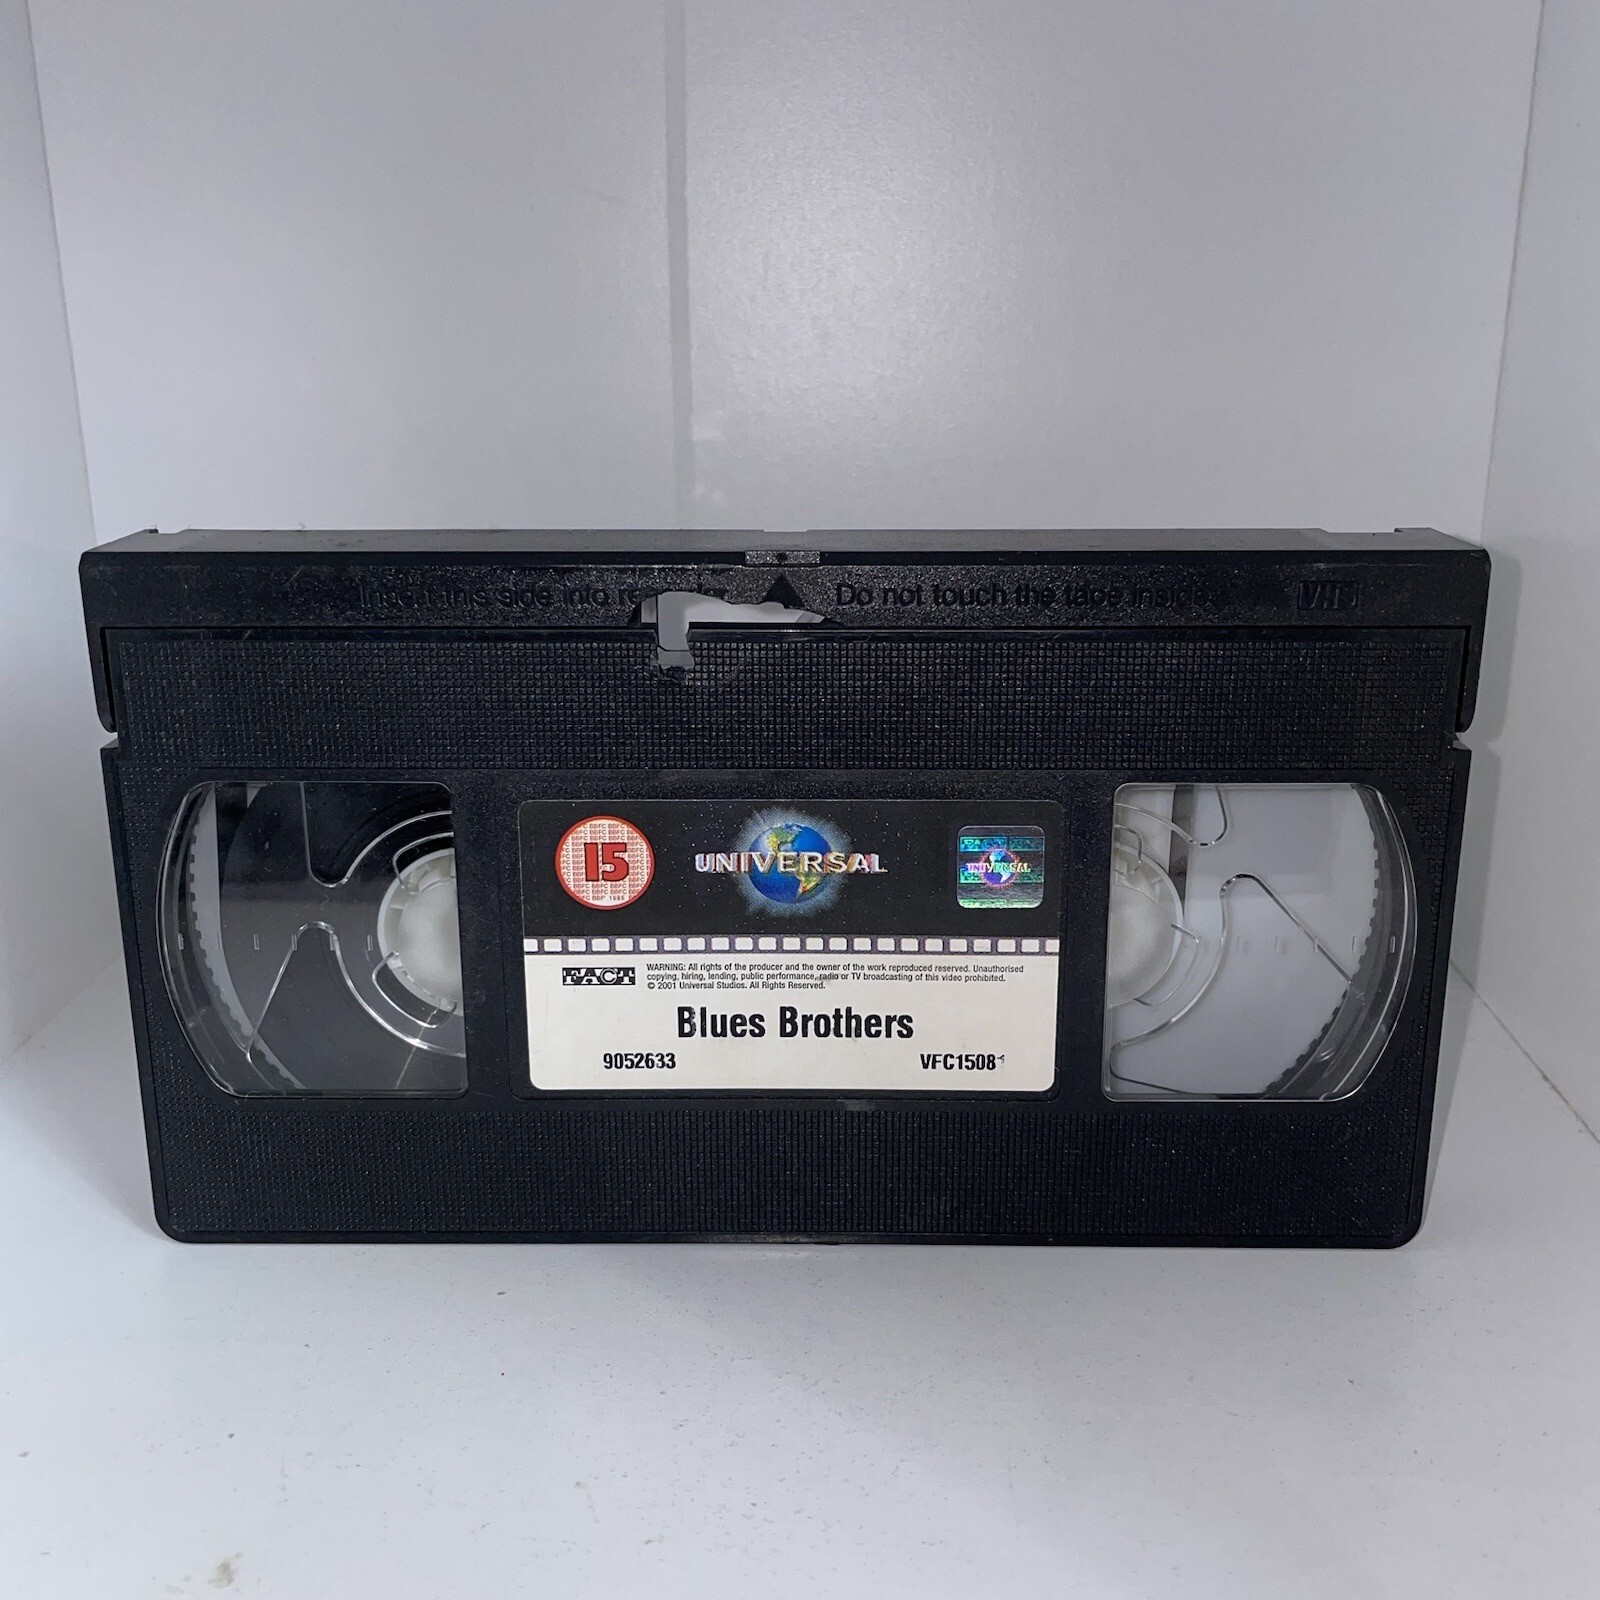 Insert this side into recorder Do not touch the tape inside VHS
15 UNIVERSAL UNIVERSAL
FACT WARNING: All rights of the producer and the owner of the work reproduced reserved. Unauthorised
copying, hiring, lending, public performance, radio or TV broadcasting of this video prohibited.
© 2001 Universal Studios. All Rights Reserved.
Blues Brothers
9052633 VFC1508